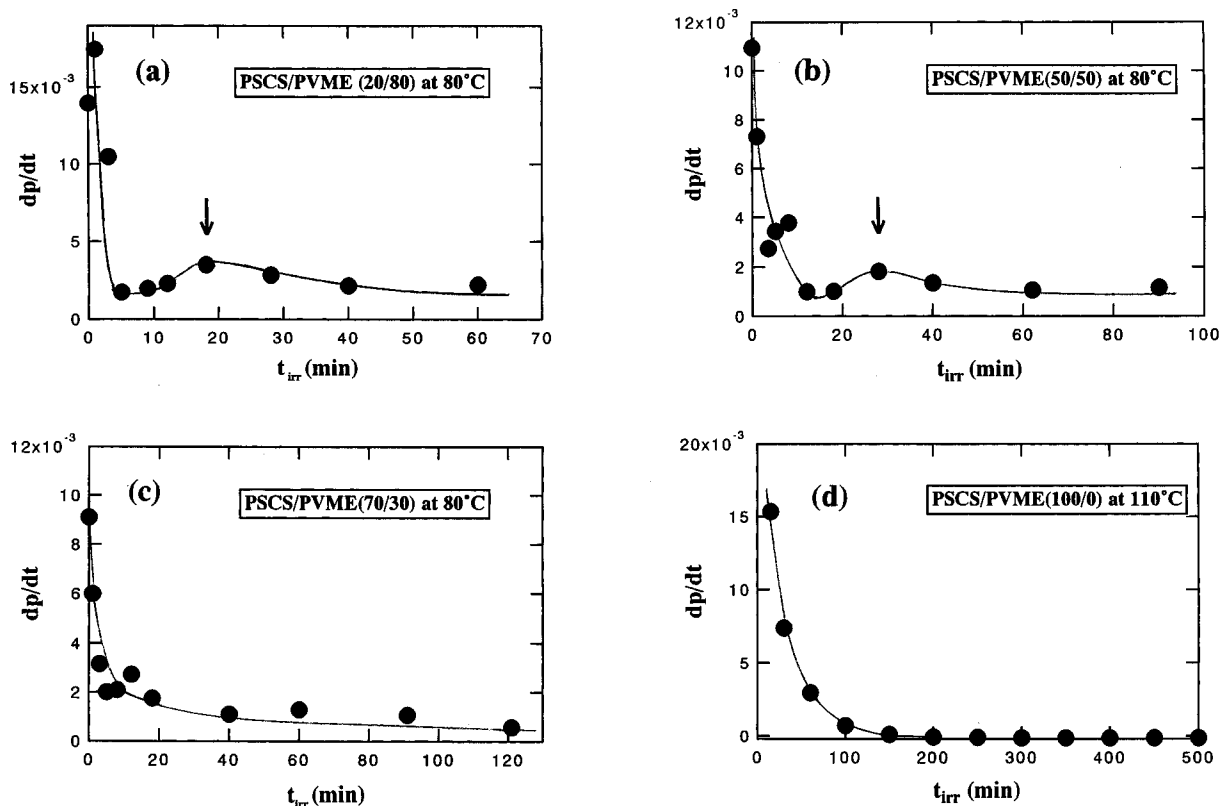 (a)
PSCS/PVME (20/80) at 80°C
15x10⁻³
10
5
0
dp/dt
0 10 20 30 40 50 60 70
t_irr (min)
(b)
PSCS/PVME(50/50) at 80°C
12x10⁻³
10
8
6
4
2
0
dp/dt
0 20 40 60 80 100
t_irr (min)
(c)
PSCS/PVME(70/30) at 80°C
12x10⁻³
10
8
6
4
2
0
dp/dt
0 20 40 60 80 100 120
t_irr (min)
(d)
PSCS/PVME(100/0) at 110°C
20x10⁻³
15
10
5
0
dp/dt
0 100 200 300 400 500
t_irr (min)